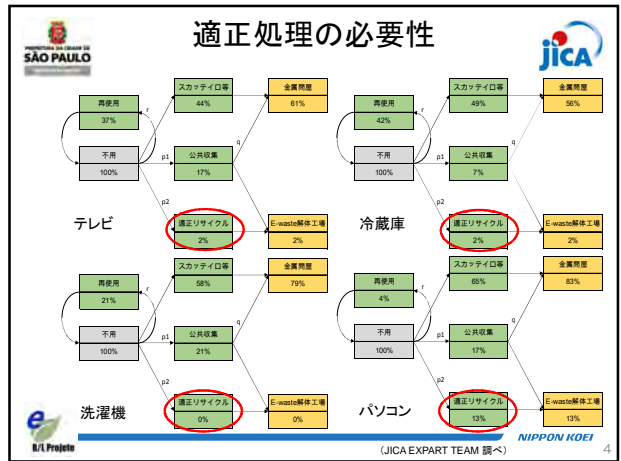 適正処理の必要性
PREFEITURA DA CIDADE DE
SÃO PAULO
jICA
再使用
37%
r
スカッテイロ等
44%
金属問屋
61%
不用
100%
p1
公共収集
17%
q
p2
テレビ
適正リサイクル
2%
E-waste解体工場
2%
再使用
42%
r
スカッテイロ等
49%
金属問屋
56%
不用
100%
p1
公共収集
7%
q
p2
冷蔵庫
適正リサイクル
2%
E-waste解体工場
2%
再使用
21%
r
スカッテイロ等
58%
金属問屋
79%
不用
100%
p1
公共収集
21%
q
p2
洗濯機
適正リサイクル
0%
E-waste解体工場
0%
再使用
4%
r
スカッテイロ等
65%
金属問屋
83%
不用
100%
p1
公共収集
17%
q
p2
パソコン
適正リサイクル
13%
E-waste解体工場
13%
e
R/L Projeto
NIPPON KOEI
(JICA EXPART TEAM 調べ)
4